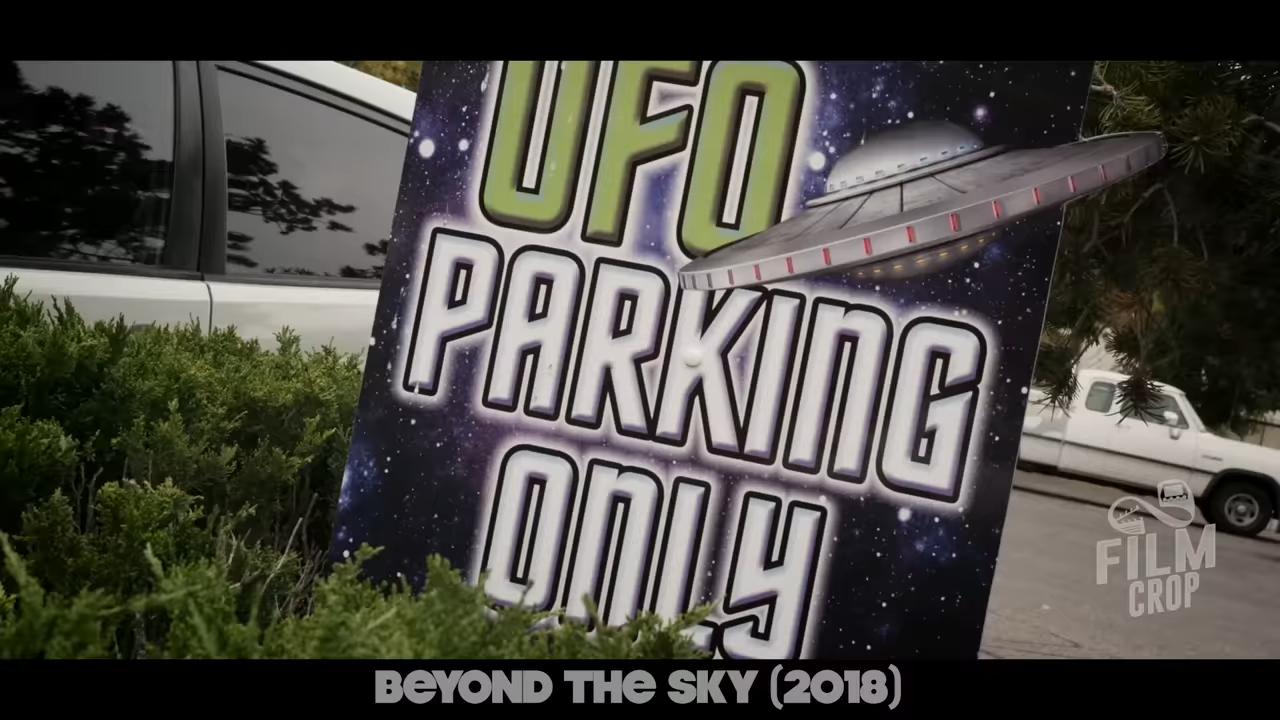 UFO
PARKING
ONLY
FILM
CROP
BEYOND THE SKY (2018)